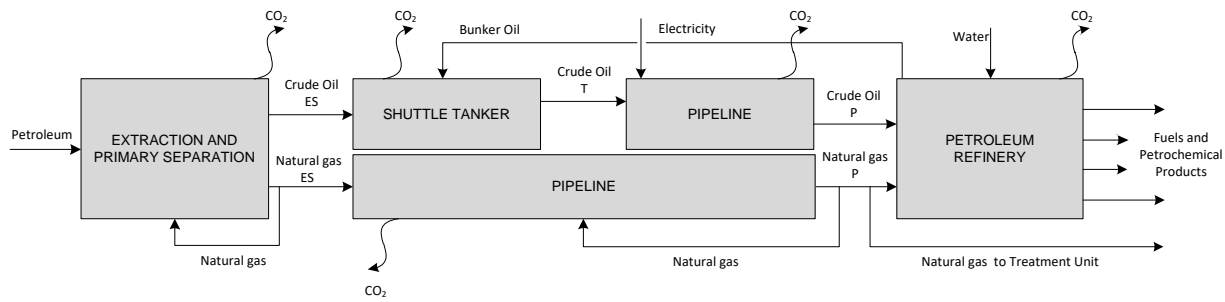 CO₂
CO₂
CO₂
CO₂
Bunker Oil
Electricity
Water
Crude Oil
ES
Crude Oil
T
Crude Oil
P
Petroleum
EXTRACTION AND
PRIMARY SEPARATION
SHUTTLE TANKER
PIPELINE
PETROLEUM
REFINERY
Fuels and
Petrochemical
Products
Natural gas
ES
PIPELINE
Natural gas
P
Natural gas
Natural gas
Natural gas to Treatment Unit
CO₂